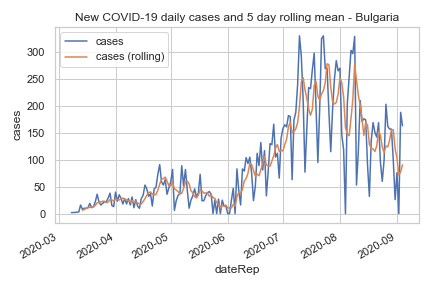 New COVID-19 daily cases and 5 day rolling mean - Bulgaria
cases
cases (rolling)
300
250
200
150
100
50
0
cases
2020-03
2020-04
2020-05
2020-06
2020-07
2020-08
2020-09
dateRep